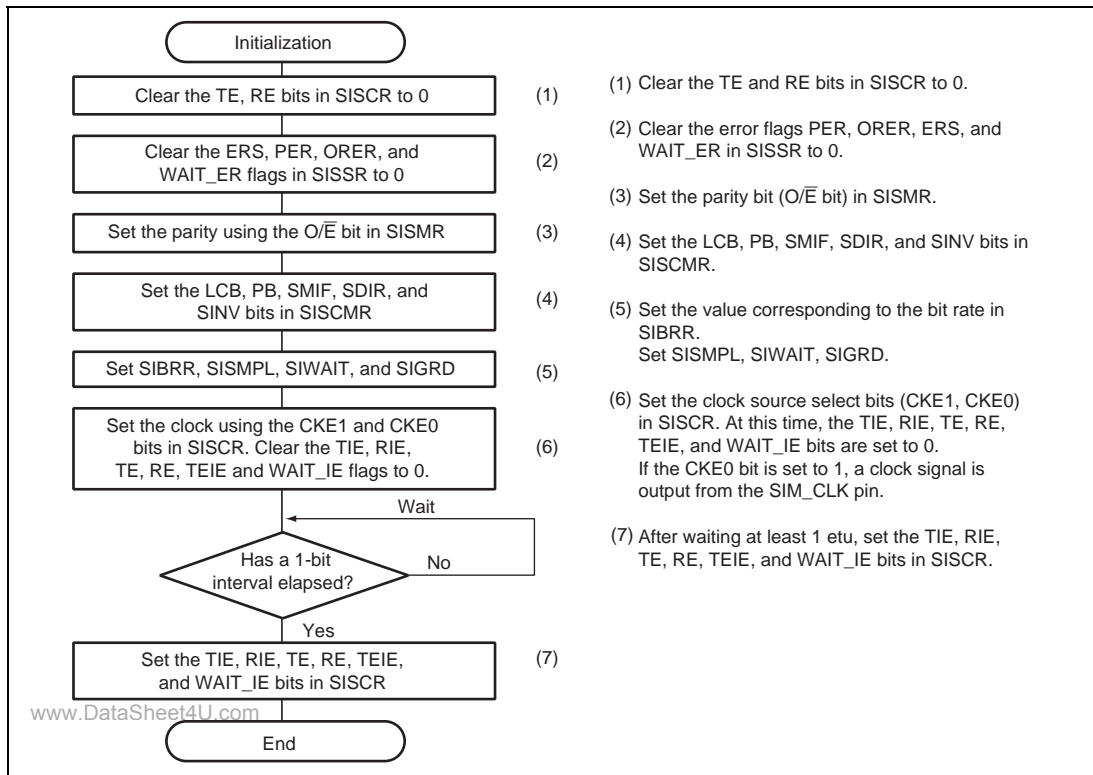 Initialization
Clear the TE, RE bits in SISCR to 0
(1)
Clear the ERS, PER, ORER, and
WAIT_ER flags in SISSR to 0
(2)
Set the parity using the O/E̅ bit in SISMR
(3)
Set the LCB, PB, SMIF, SDIR, and
SINV bits in SISCMR
(4)
Set SIBRR, SISMPL, SIWAIT, and SIGRD
(5)
Set the clock using the CKE1 and CKE0
bits in SISCR. Clear the TIE, RIE,
TE, RE, TEIE and WAIT_IE flags to 0.
(6)
Wait
Has a 1-bit
interval elapsed?
No
Yes
Set the TIE, RIE, TE, RE, TEIE,
and WAIT_IE bits in SISCR
(7)
End
(1) Clear the TE and RE bits in SISCR to 0.
(2) Clear the error flags PER, ORER, ERS, and
WAIT_ER in SISSR to 0.
(3) Set the parity bit (O/E̅ bit) in SISMR.
(4) Set the LCB, PB, SMIF, SDIR, and SINV bits in
SISCMR.
(5) Set the value corresponding to the bit rate in
SIBRR.
Set SISMPL, SIWAIT, SIGRD.
(6) Set the clock source select bits (CKE1, CKE0)
in SISCR. At this time, the TIE, RIE, TE, RE,
TEIE, and WAIT_IE bits are set to 0.
If the CKE0 bit is set to 1, a clock signal is
output from the SIM_CLK pin.
(7) After waiting at least 1 etu, set the TIE, RIE,
TE, RE, TEIE, and WAIT_IE bits in SISCR.
www.DataSheet4U.com